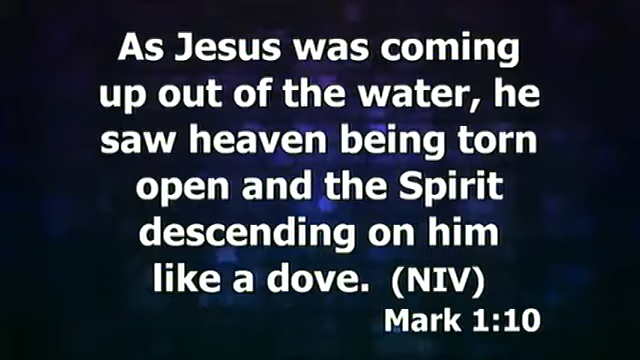 As Jesus was coming
up out of the water, he
saw heaven being torn
open and the Spirit
descending on him
like a dove. (NIV)
Mark 1:10